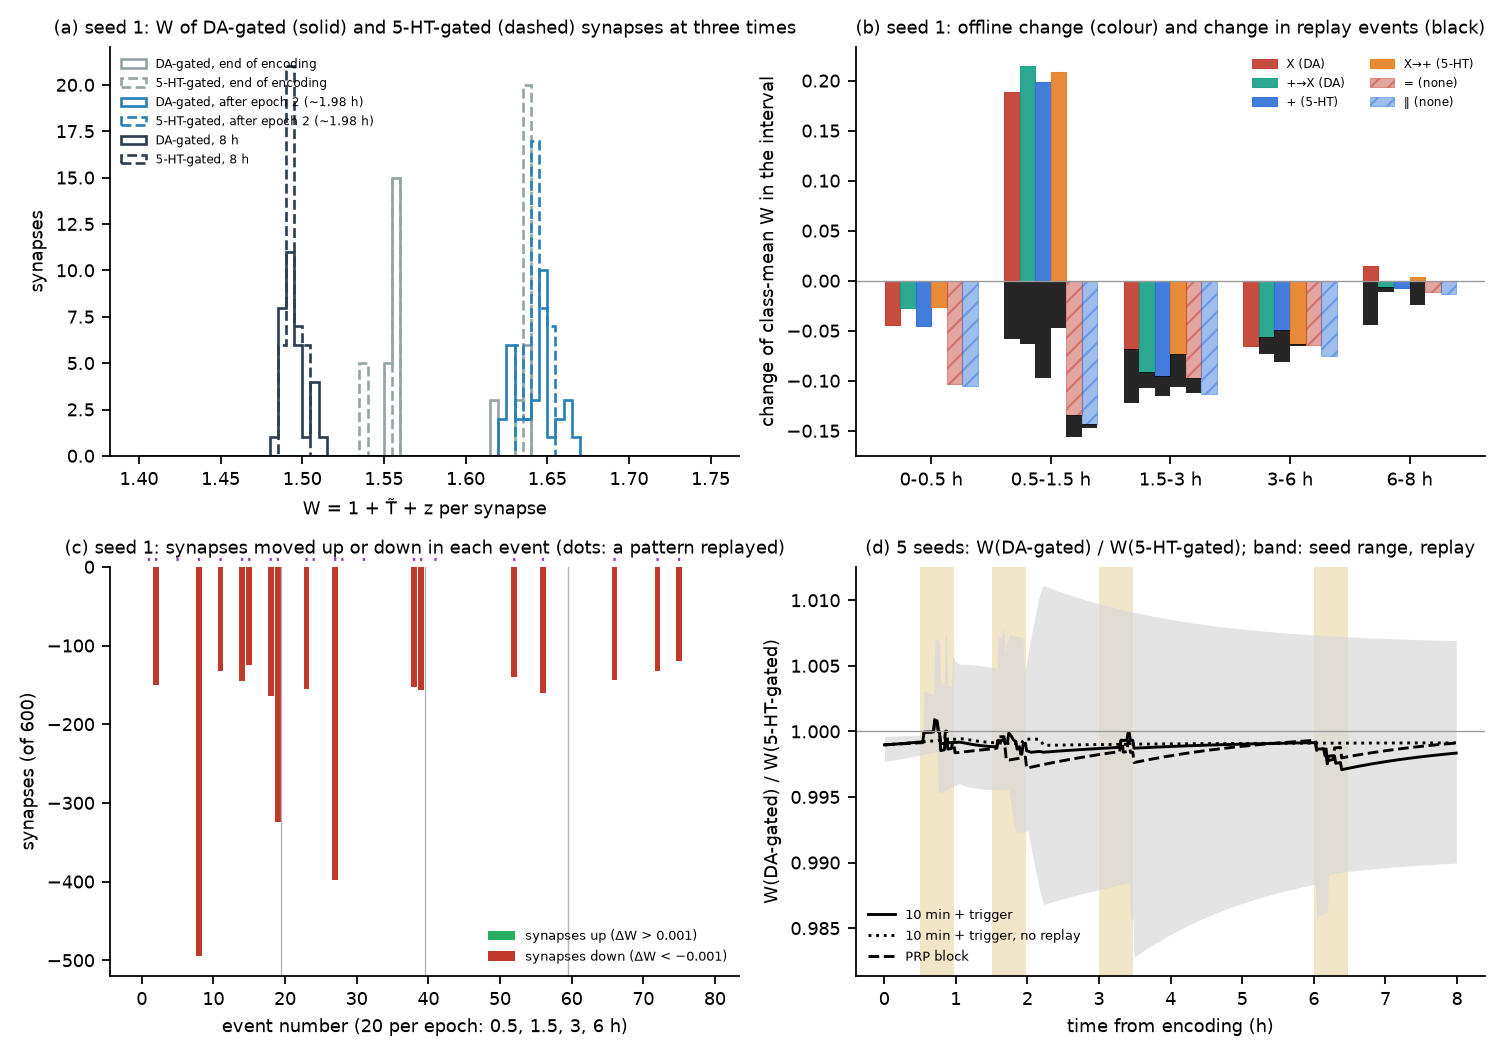 (a) seed 1: W of DA-gated (solid) and 5-HT-gated (dashed) synapses at three times
synapses
20.0
17.5
15.0
12.5
10.0
7.5
5.0
2.5
0.0
DA-gated, end of encoding
5-HT-gated, end of encoding
DA-gated, after epoch 2 (~1.98 h)
5-HT-gated, after epoch 2 (~1.98 h)
DA-gated, 8 h
5-HT-gated, 8 h
1.40 1.45 1.50 1.55 1.60 1.65 1.70 1.75
W = 1 + T̃ + z per synapse
(b) seed 1: offline change (colour) and change in replay events (black)
change of class-mean W in the interval
0.20
0.15
0.10
0.05
0.00
−0.05
−0.10
−0.15
X (DA)
+→X (DA)
+ (5-HT)
X→+ (5-HT)
= (none)
∥ (none)
0-0.5 h 0.5-1.5 h 1.5-3 h 3-6 h 6-8 h
(c) seed 1: synapses moved up or down in each event (dots: a pattern replayed)
synapses (of 600)
0
−100
−200
−300
−400
−500
synapses up (ΔW > 0.001)
synapses down (ΔW < −0.001)
0 10 20 30 40 50 60 70 80
event number (20 per epoch: 0.5, 1.5, 3, 6 h)
(d) 5 seeds: W(DA-gated) / W(5-HT-gated); band: seed range, replay
W(DA-gated) / W(5-HT-gated)
1.010
1.005
1.000
0.995
0.990
0.985
10 min + trigger
10 min + trigger, no replay
PRP block
0 1 2 3 4 5 6 7 8
time from encoding (h)